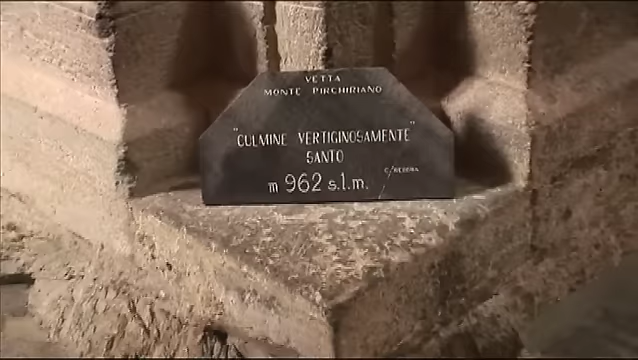 VETTA
MONTE PIRCHIRIANO
"CULMINE VERTIGINOSAMENTE"
SANTO
m 962 s.l.m.